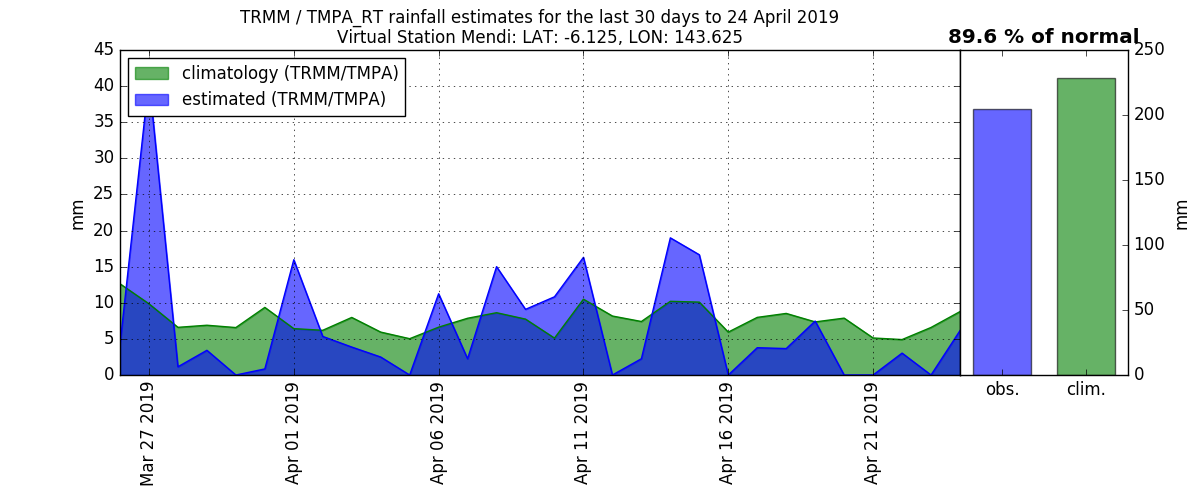 TRMM / TMPA_RT rainfall estimates for the last 30 days to 24 April 2019
Virtual Station Mendi: LAT: -6.125, LON: 143.625
89.6 % of normal
climatology (TRMM/TMPA)
estimated (TRMM/TMPA)
45
40
35
30
25
20
15
10
5
0
mm
Mar 27 2019
Apr 01 2019
Apr 06 2019
Apr 11 2019
Apr 16 2019
Apr 21 2019
obs.
clim.
250
200
150
100
50
0
mm